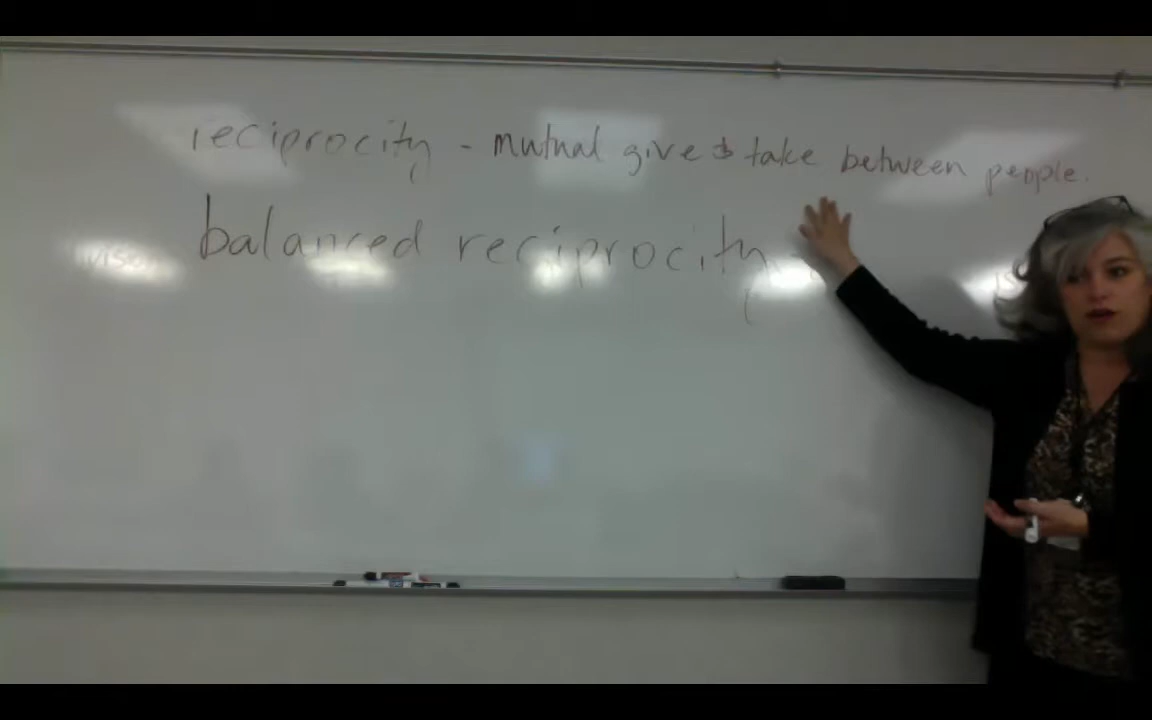 reciprocity - mutual give & take between people.
balanced reciprocity -